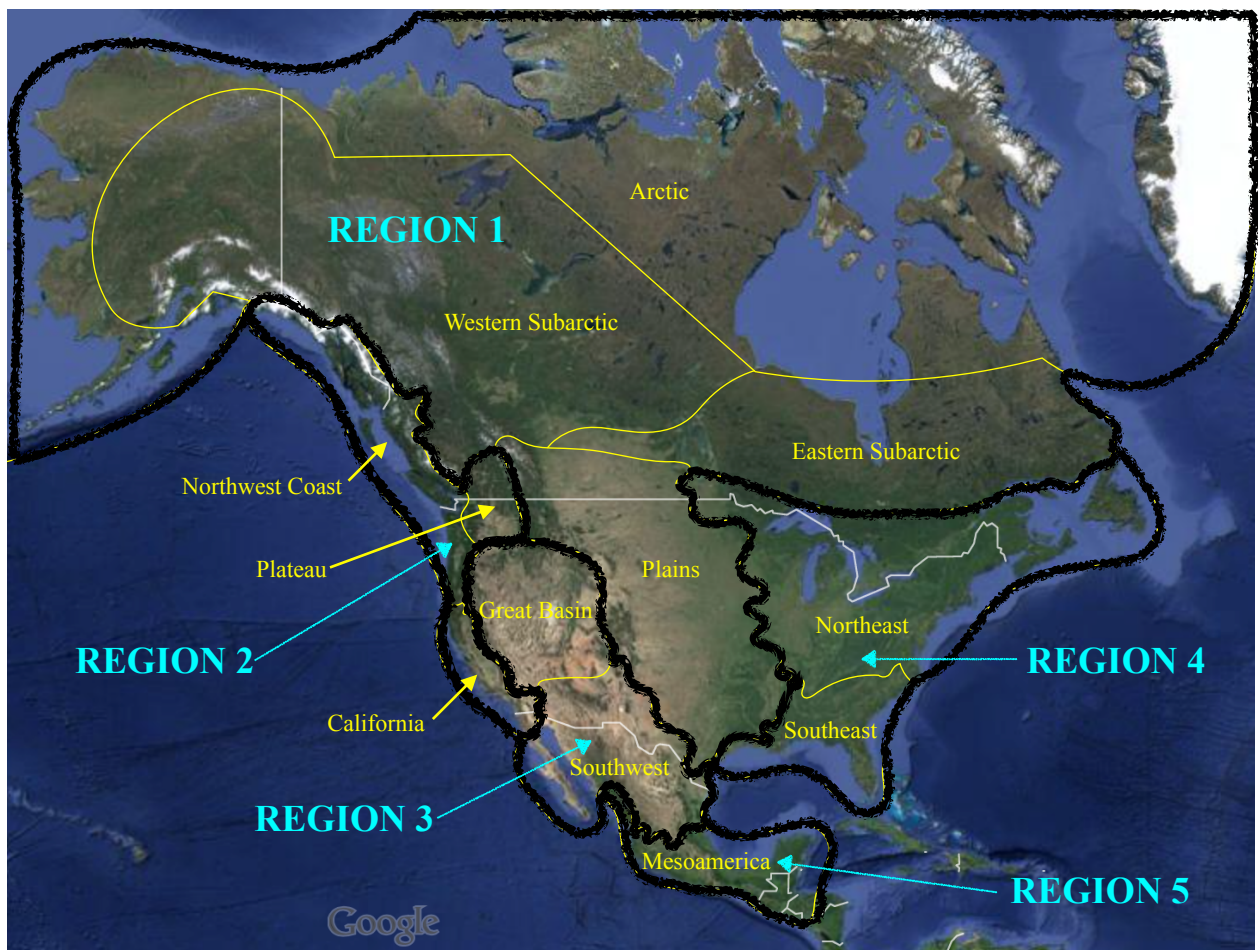 Arctic
REGION 1
Western Subarctic
Eastern Subarctic
Northwest Coast
Plateau
Plains
Great Basin
Northeast
REGION 2
REGION 4
California
Southeast
Southwest
REGION 3
Mesoamerica
REGION 5
Google